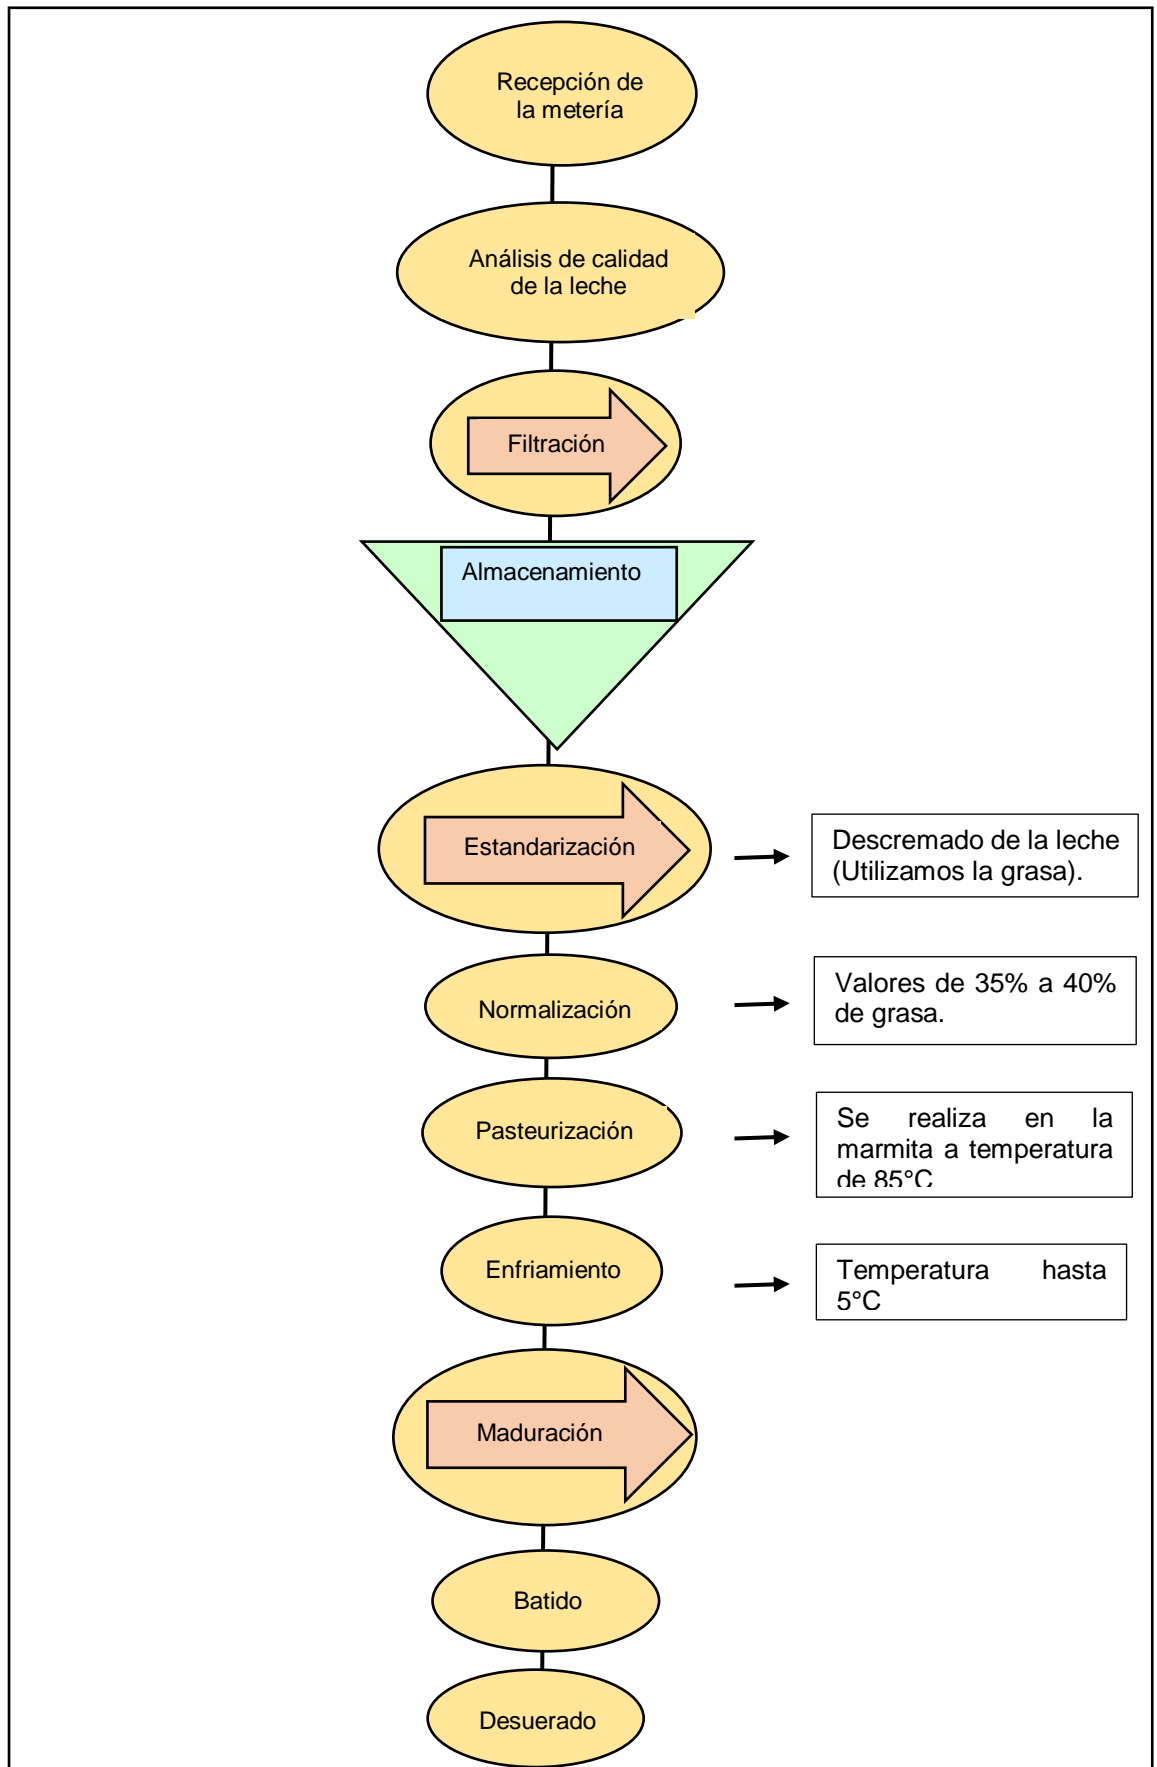 Recepción de
la metería
Análisis de calidad
de la leche
Filtración
Almacenamiento
Estandarización
Descremado de la leche
(Utilizamos la grasa).
Normalización
Valores de 35% a 40%
de grasa.
Pasteurización
Se realiza en la
marmita a temperatura
de 85°C
Enfriamiento
Temperatura hasta
5°C
Maduración
Batido
Desuerado